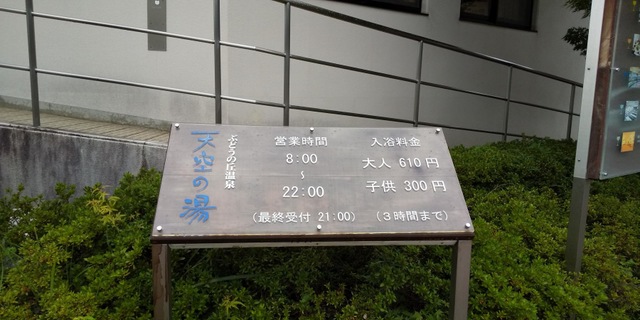 天空の湯
ぶどうの丘温泉
営業時間
8:00
～
22:00
(最終受付 21:00)
入浴料金
大人 610円
子供 300円
(3時間まで)